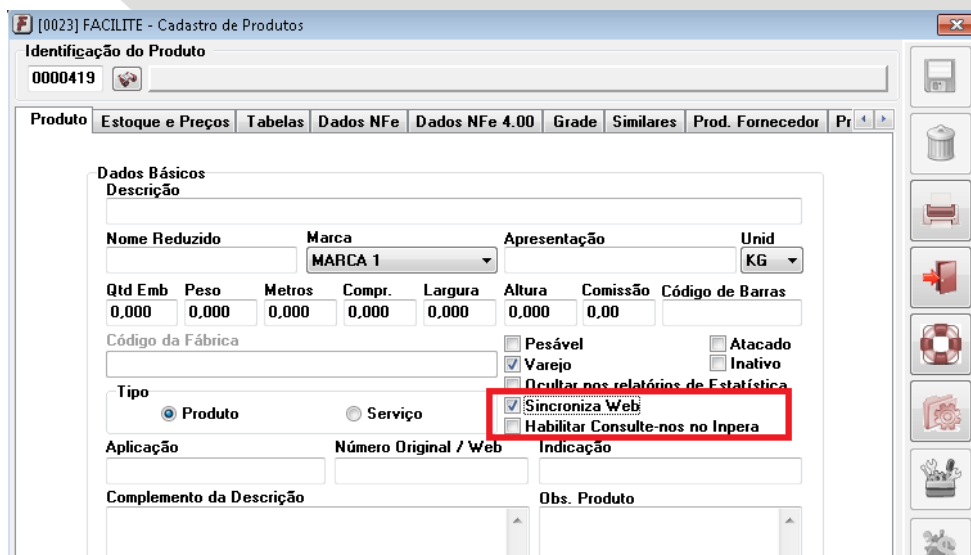 [0023] FACILITE - Cadastro de Produtos
Identificação do Produto
0000419
Produto Estoque e Preços Tabelas Dados NFe Dados NFe 4.00 Grade Similares Prod. Fornecedor Pr
Dados Básicos
Descrição
Nome Reduzido Marca Apresentação Unid
MARCA 1 KG
Qtd Emb Peso Metros Compr. Largura Altura Comissão Código de Barras
0,000 0,000 0,000 0,000 0,000 0,000 0,00
Código da Fábrica
Pesável Atacado
Varejo Inativo
Ocultar nos relatórios de Estatística
Tipo
Produto Serviço
Sincroniza Web
Habilitar Consulte-nos no Inpera
Aplicação Número Original / Web Indicação
Complemento da Descrição Obs. Produto